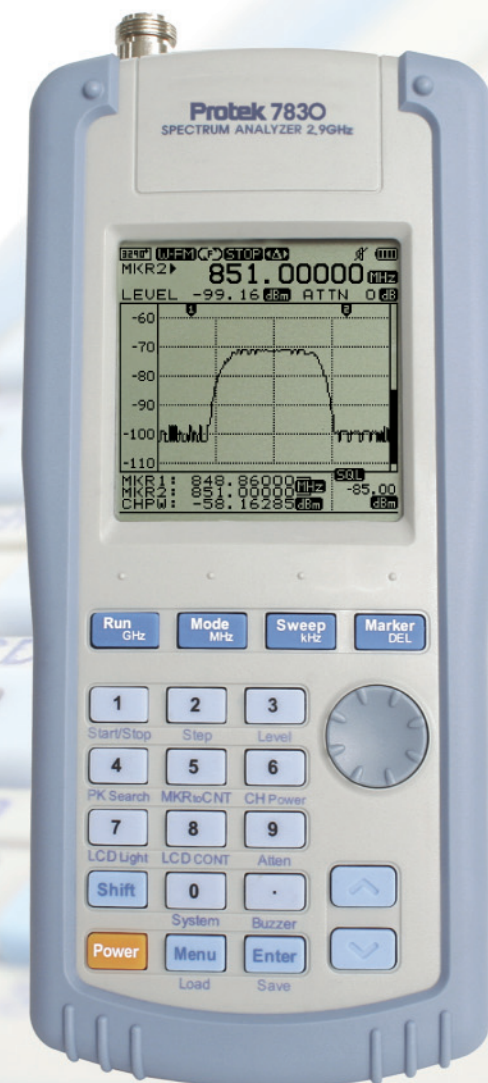 Protek 7830
SPECTRUM ANALYZER 2,9GHz
W-FM STOP
MKR2 851.00000 MHz
LEVEL -99.16 dBm ATTN 0 dB
1 2
-60
-70
-80
-90
-100
-110
MKR1: 848.86000 MHz SQL
MKR2: 851.00000 MHz -85.00
CHPW: -58.16285 dBm dBm
Run Mode Sweep Marker
GHz MHz kHz DEL
1 2 3
Start/Stop Step Level
4 5 6
PK Search MKRtoCNT CH Power
7 8 9
LCD Light LCD CONT Atten
Shift 0 .
System Buzzer
Power Menu Enter
Load Save